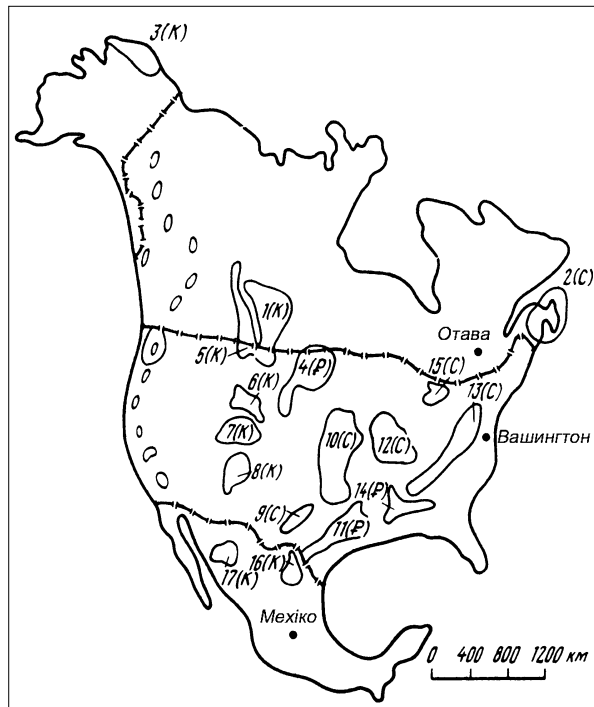 3(К)
2(С)
1(К)
Отава
5(К)
4(₽)
15(С)
13(С)
6(К)
7(К)
10(С)
12(С)
Вашингтон
8(К)
14(₽)
9(С)
11(₽)
16(К)
17(К)
Мехіко
0 400 800 1200 км